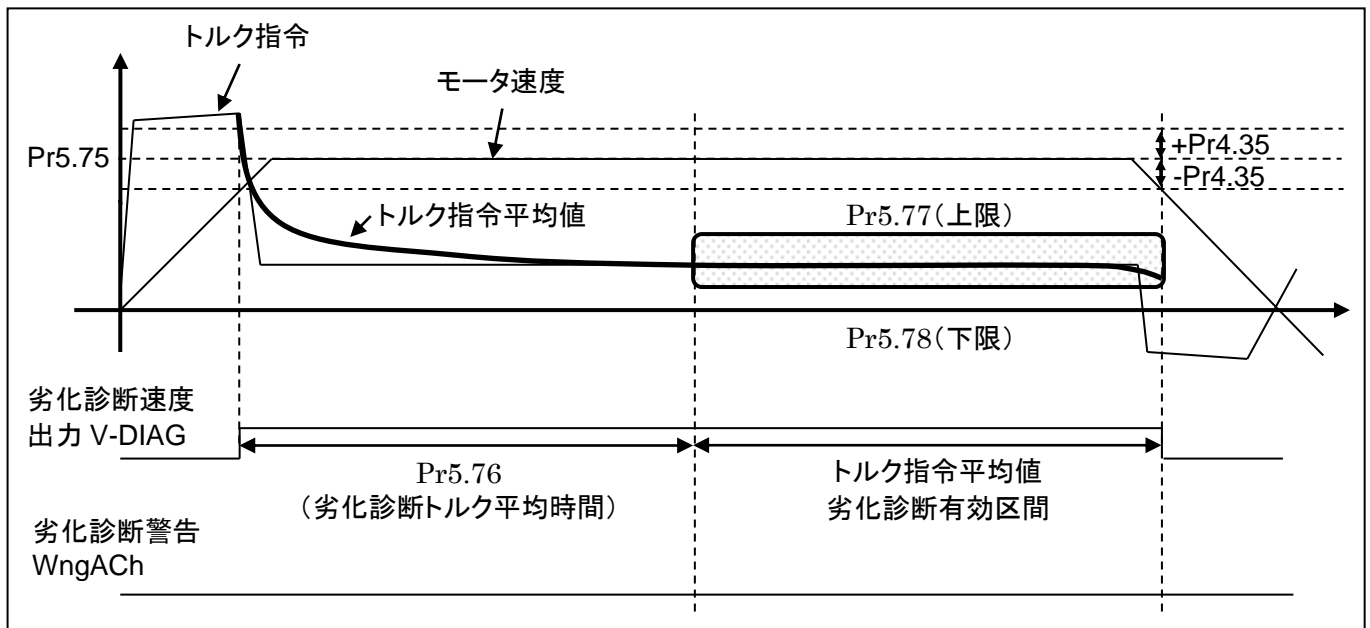 トルク指令
モータ速度
Pr5.75
+Pr4.35
-Pr4.35
トルク指令平均値
Pr5.77(上限)
Pr5.78(下限)
劣化診断速度
出力 V-DIAG
Pr5.76
(劣化診断トルク平均時間)
トルク指令平均値
劣化診断有効区間
劣化診断警告
WngACh